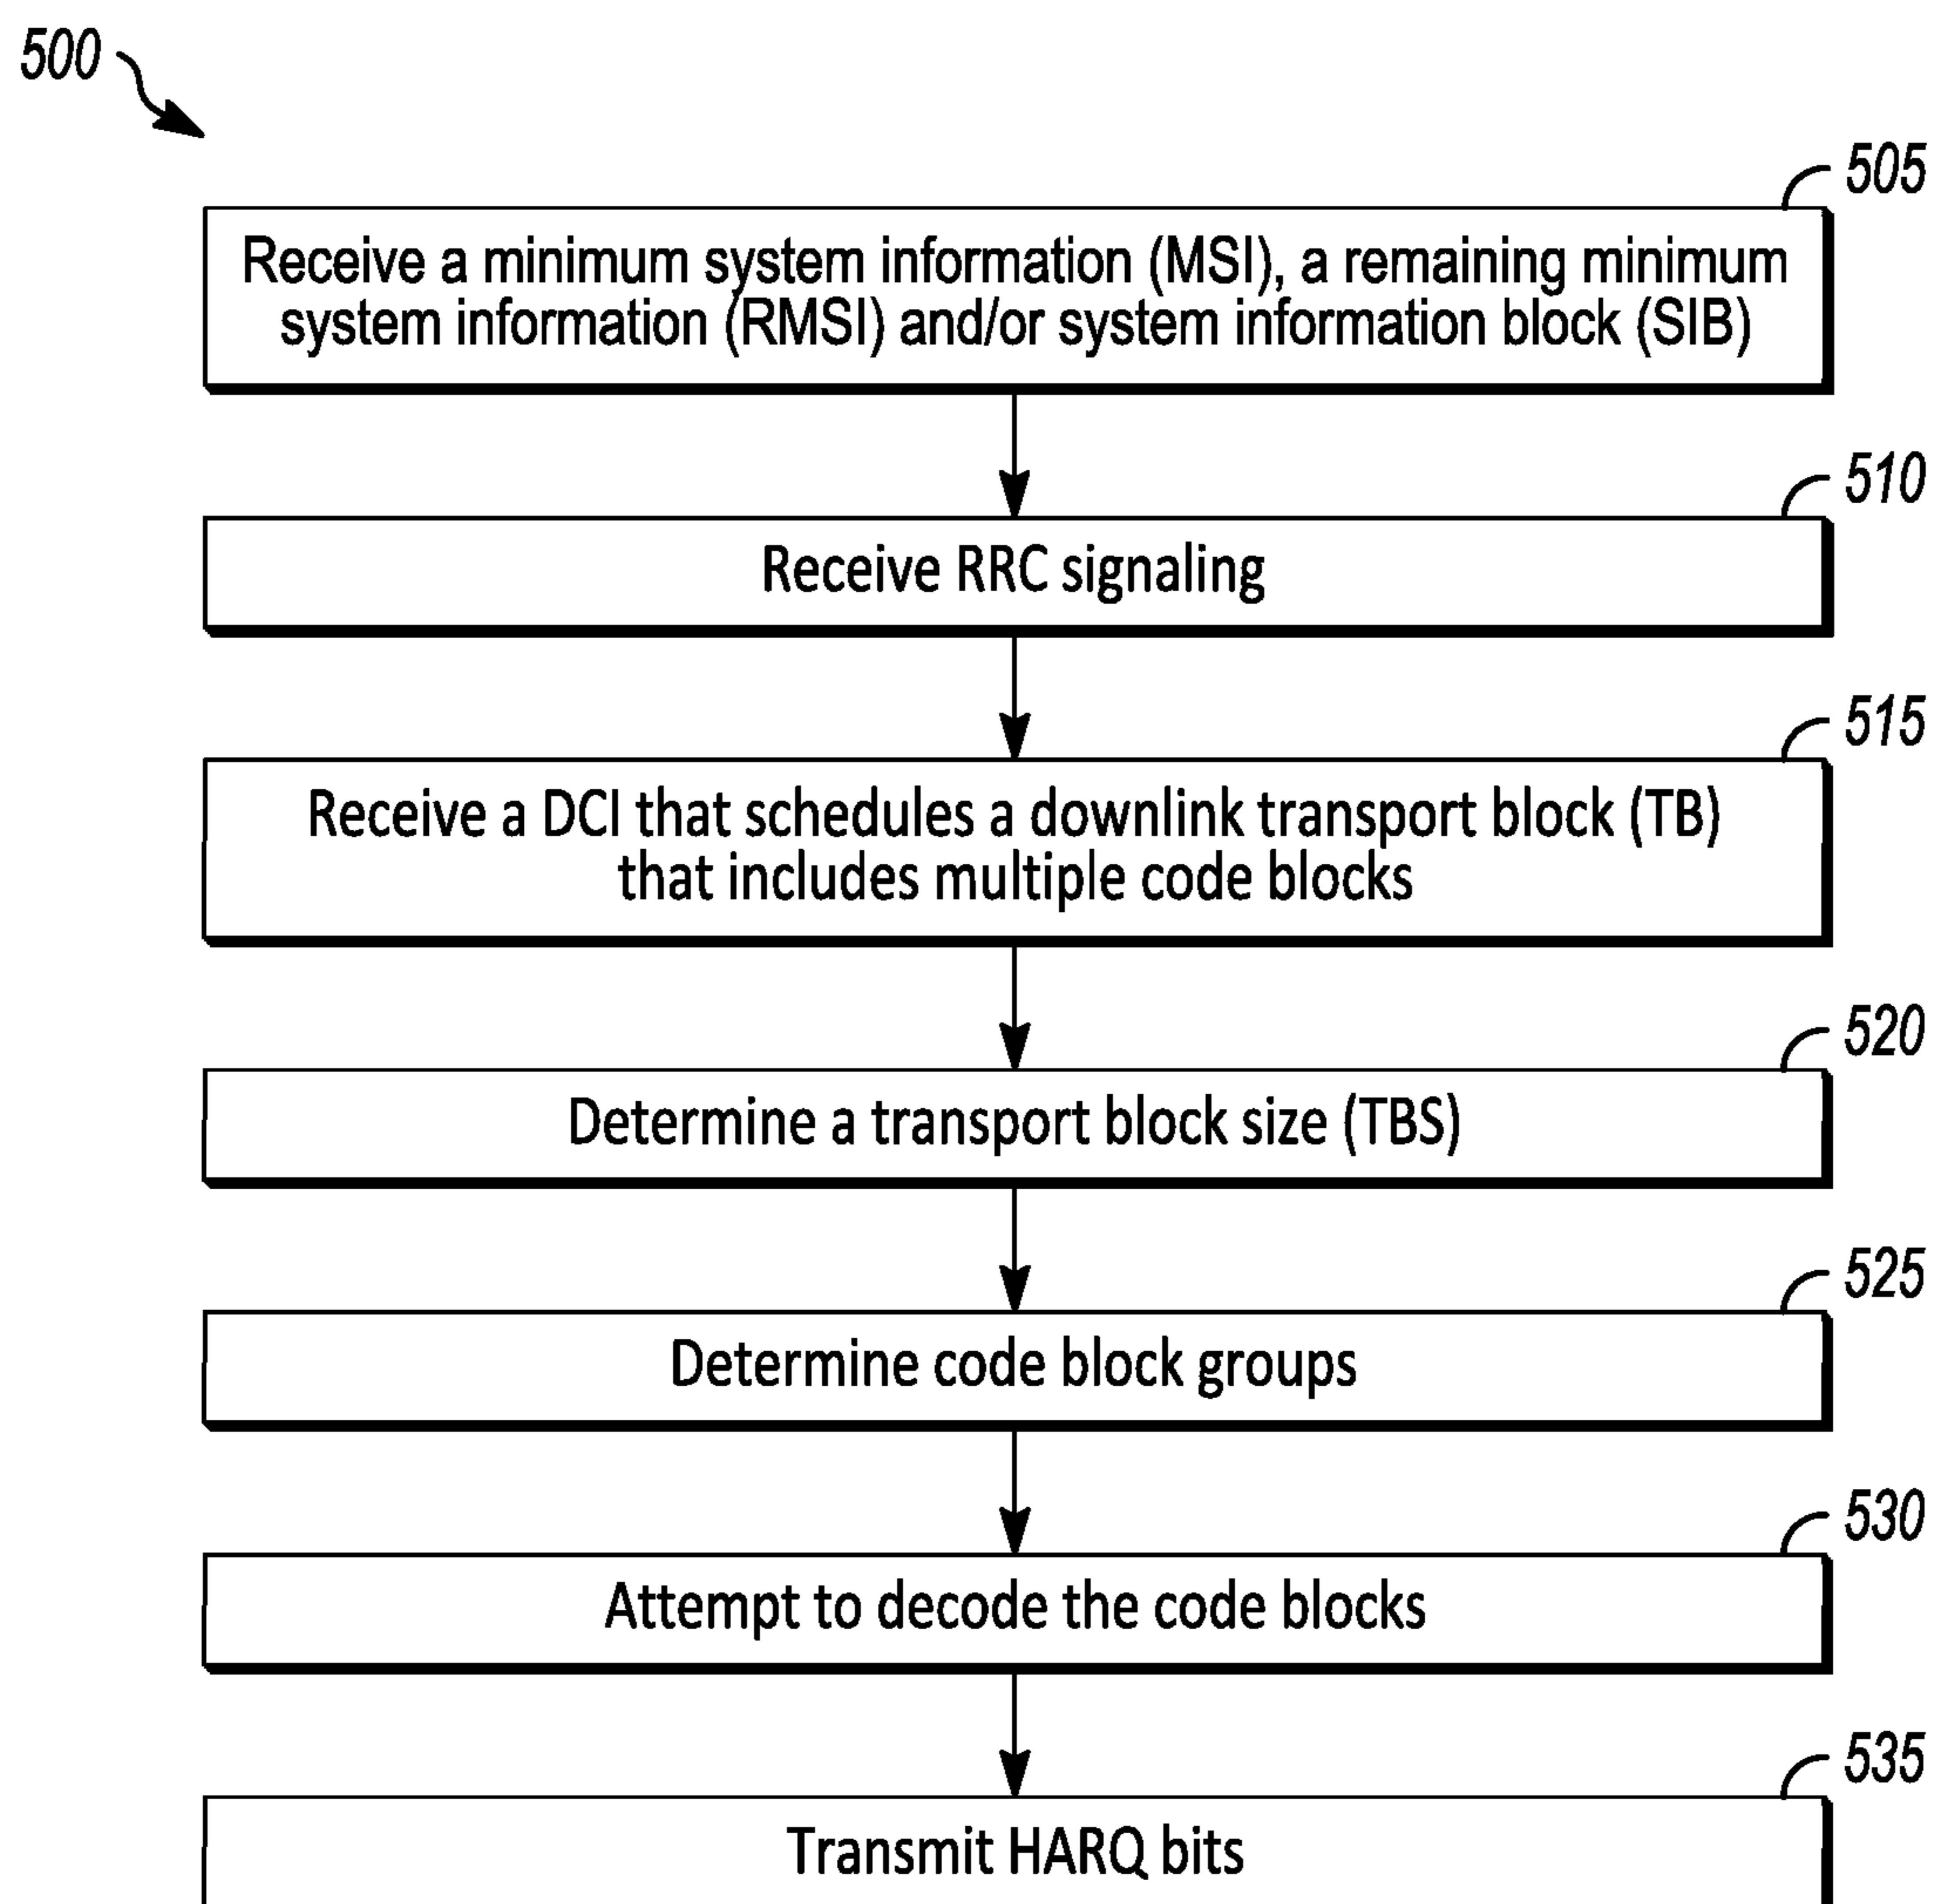 500
505
Receive a minimum system information (MSI), a remaining minimum
system information (RMSI) and/or system information block (SIB)
510
Receive RRC signaling
515
Receive a DCI that schedules a downlink transport block (TB)
that includes multiple code blocks
520
Determine a transport block size (TBS)
525
Determine code block groups
530
Attempt to decode the code blocks
535
Transmit HARQ bits